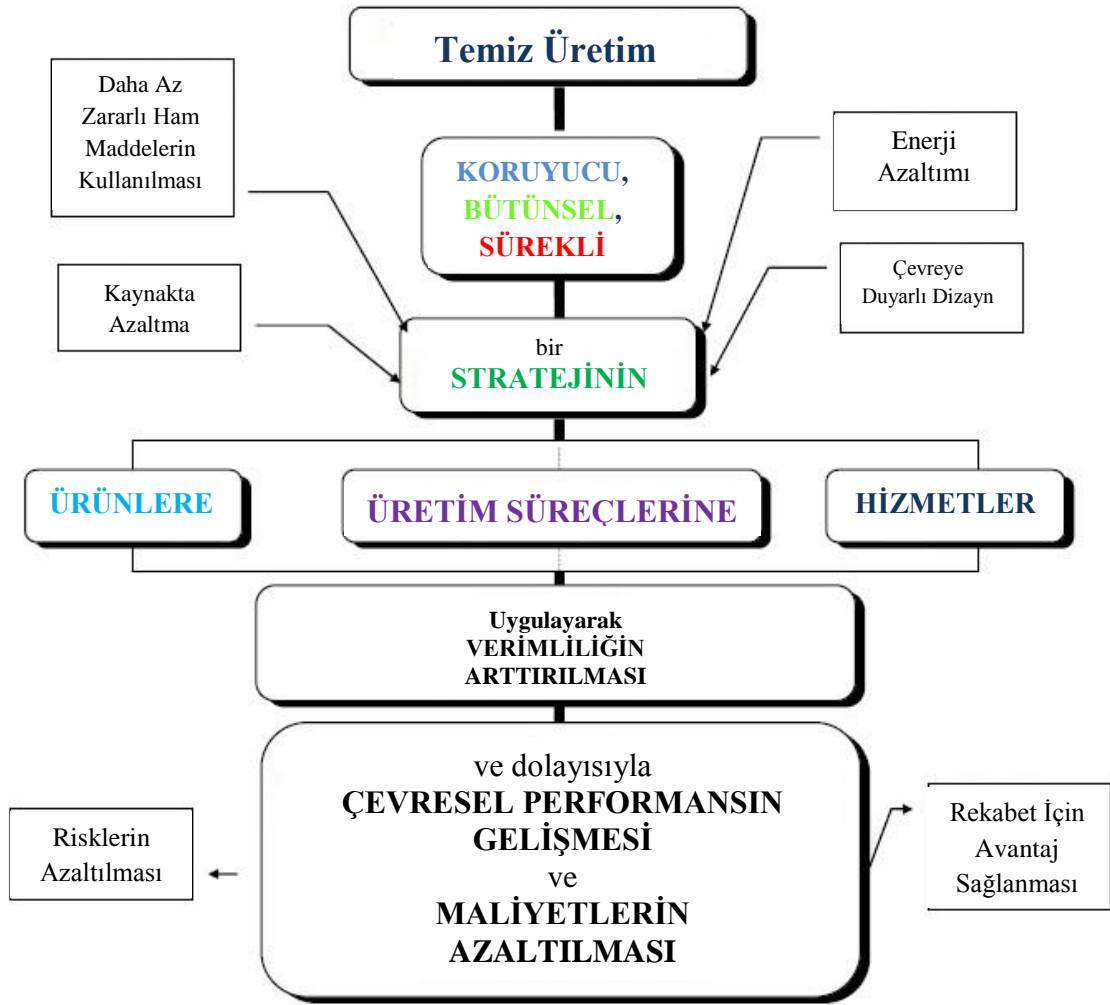 Temiz Üretim
Daha Az
Zararlı Ham
Maddelerin
Kullanılması
KORUYUCU,
BÜTÜNSEL,
SÜREKLİ
Enerji
Azaltımı
Kaynakta
Azaltma
Çevreye
Duyarlı Dizayn
bir
STRATEJİNİN
ÜRÜNLERE
ÜRETİM SÜREÇLERİNE
HİZMETLER
Uygulayarak
VERİMLİLİĞİN
ARTTIRILMASI
ve dolayısıyla
ÇEVRESEL PERFORMANSIN
GELİŞMESİ
ve
MALİYETLERİN
AZALTILMASI
Risklerin
Azaltılması
Rekabet İçin
Avantaj
Sağlanması